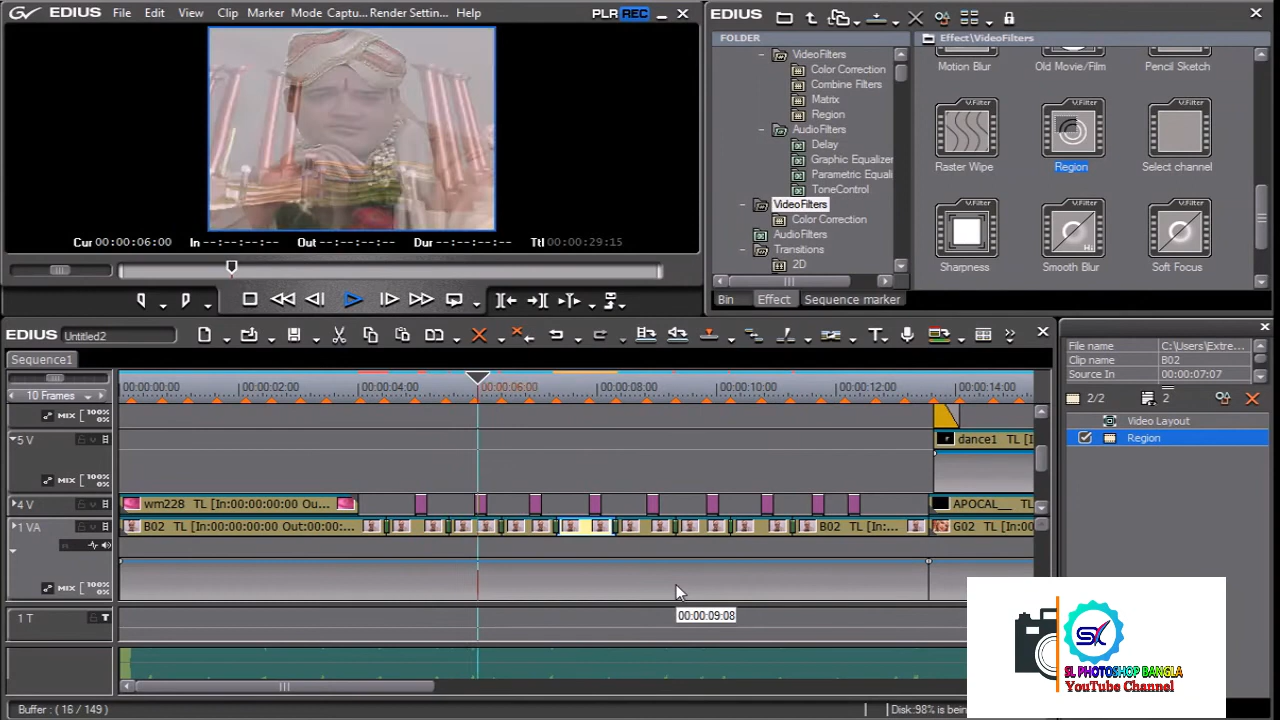 File Edit View Clip Marker Mode Captu... Render Settin... Help PLR REC
Cur 00:00:06:00 In --:--:--:-- Out --:--:--:-- Dur --:--:--:-- Ttl 00:00:29:15
EDIUS
FOLDER
VideoFilters
Color Correction
Combine Filters
Matrix
Region
AudioFilters
Delay
Graphic Equalize
Parametric Equali
ToneControl
VideoFilters
Color Correction
AudioFilters
Transitions
2D
Effect\VideoFilters
Motion Blur Old Movie/Film Pencil Sketch
V.Filter V.Filter V.Filter
Raster Wipe Region Select channel
V.Filter V.Filter V.Filter
Hi
Sharpness Smooth Blur Soft Focus
Bin Effect Sequence marker
EDIUS Untitled2
Sequence1
10 Frames
00:00:00:00 00:00:02:00 00:00:04:00 00:00:06:00 00:00:08:00 00:00:10:00 00:00:12:00 00:00:14:00
MIX 100% 0%
5 V dance1 TL [I
MIX 100% 0%
4 V wm228 TL [In:00:00:00:00 Ou... APOCAL__ TL
1 VA B02 TL [In:00:00:00:00 Out:00:00:... B02 TL [In:... G02 TL [In:00
MIX 100% 0%
00:00:09:08
1 T T
Buffer : ( 16 / 149 ) Disk:98% is bein
File name C:\Users\Extre...
Clip name B02
Source In 00:00:07:07
2/2 2
Video Layout
Region
SX
SL PHOTOSHOP BANGLA
YouTube Channel